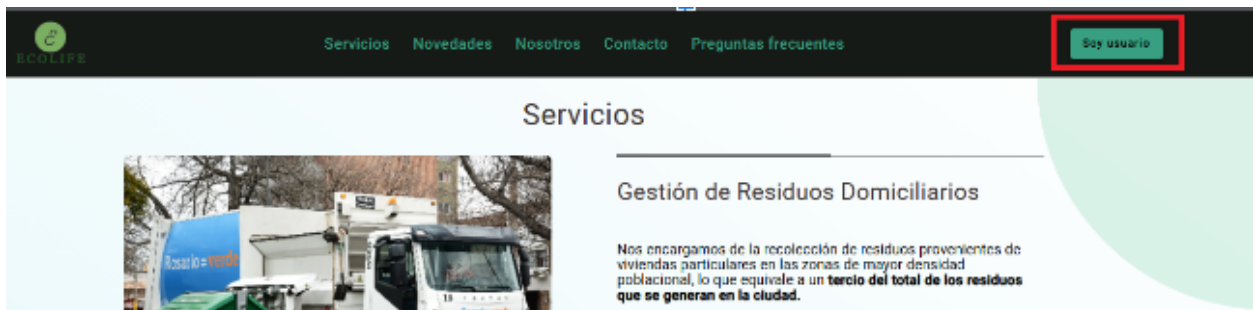 ECOLIFE
Servicios Novedades Nosotros Contacto Preguntas frecuentes
Soy usuario
Servicios
Gestión de Residuos Domiciliarios
Nos encargamos de la recolección de residuos provenientes de
viviendas particulares en las zonas de mayor densidad
poblacional, lo que equivale a un tercio del total de los residuos
que se generan en la ciudad.
Rosario = verde